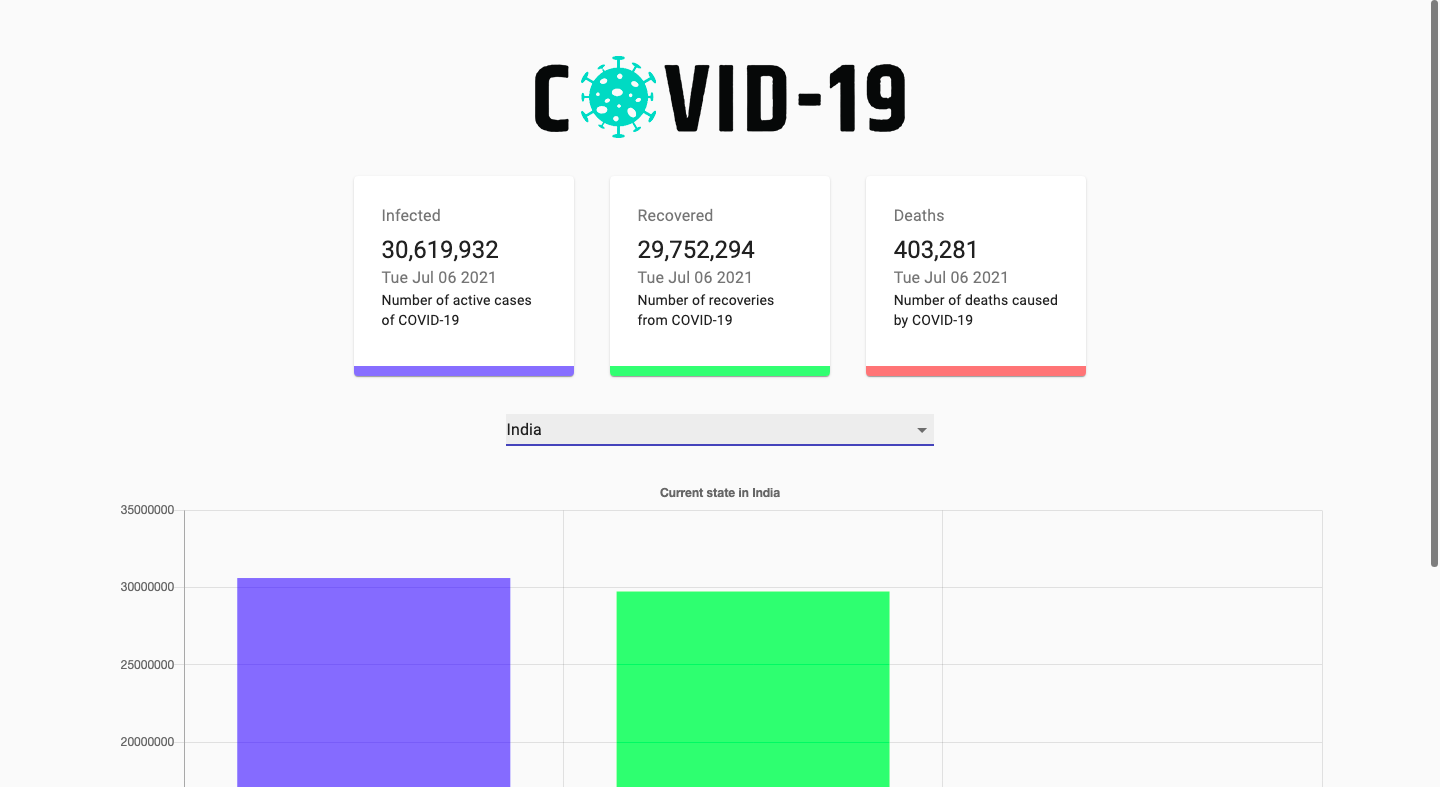 COVID-19
Infected
30,619,932
Tue Jul 06 2021
Number of active cases
of COVID-19
Recovered
29,752,294
Tue Jul 06 2021
Number of recoveries
from COVID-19
Deaths
403,281
Tue Jul 06 2021
Number of deaths caused
by COVID-19
India
Current state in India
35000000
30000000
25000000
20000000